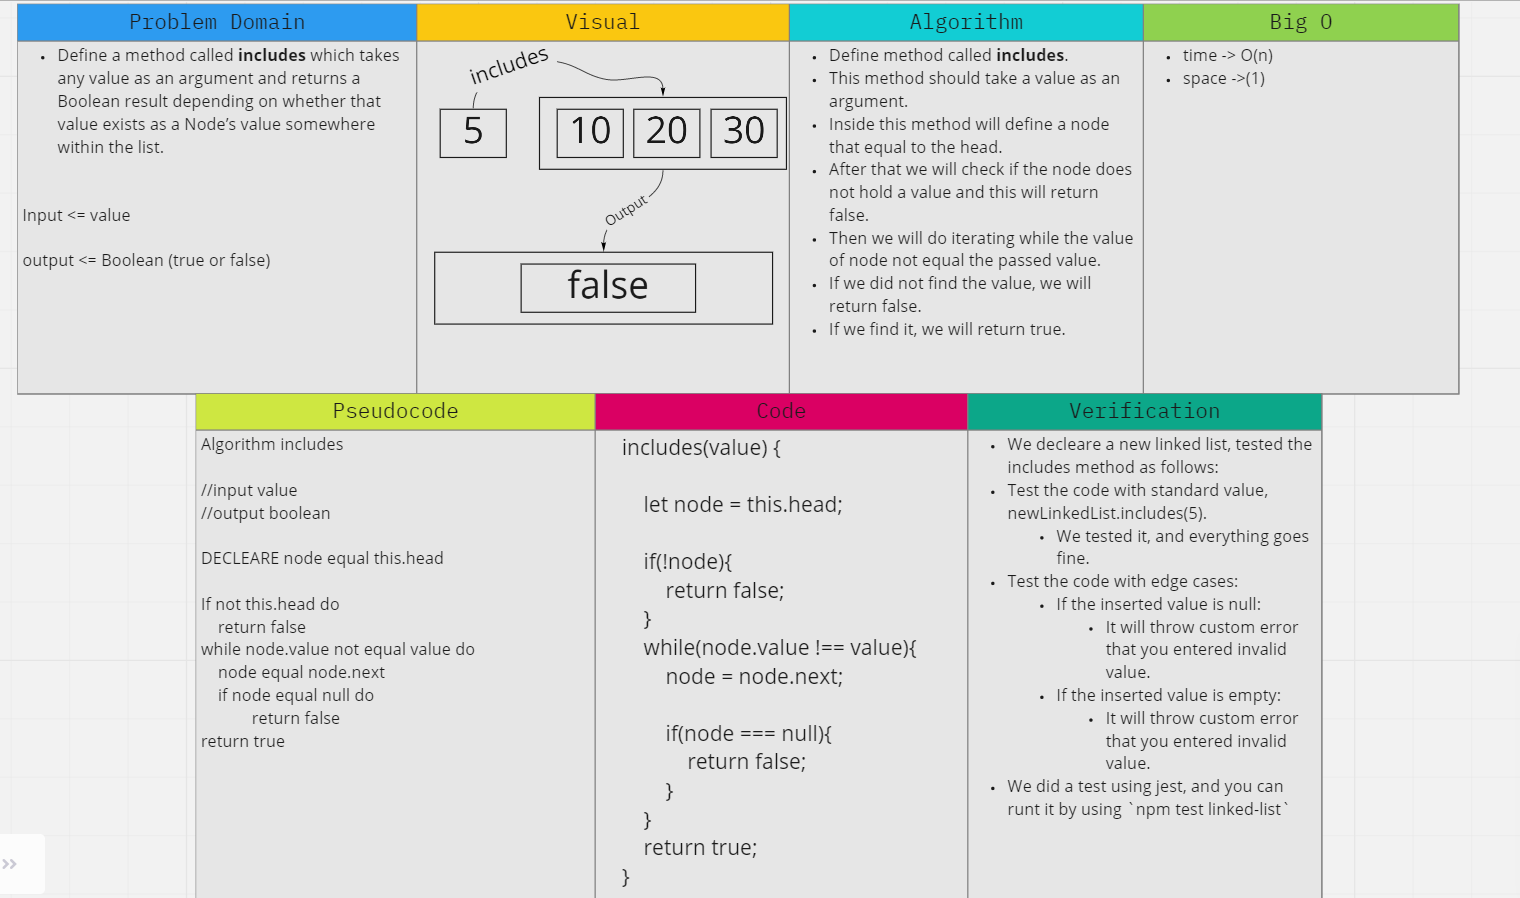 Problem Domain
Define a method called includes which takes
any value as an argument and returns a
Boolean result depending on whether that
value exists as a Node’s value somewhere
within the list.
Input <= value
output <= Boolean (true or false)
Visual
includes
5
10 20 30
Output
false
Algorithm
Define method called includes.
This method should take a value as an
argument.
Inside this method will define a node
that equal to the head.
After that we will check if the node does
not hold a value and this will return
false.
Then we will do iterating while the value
of node not equal the passed value.
If we did not find the value, we will
return false.
If we find it, we will return true.
Big O
time -> O(n)
space ->(1)
Pseudocode
Algorithm includes
//input value
//output boolean
DECLEARE node equal this.head
If not this.head do
return false
while node.value not equal value do
node equal node.next
if node equal null do
return false
return true
Code
includes(value) {
let node = this.head;
if(!node){
return false;
}
while(node.value !== value){
node = node.next;
if(node === null){
return false;
}
}
return true;
}
Verification
We decleare a new linked list, tested the
includes method as follows:
Test the code with standard value,
newLinkedList.includes(5).
We tested it, and everything goes
fine.
Test the code with edge cases:
If the inserted value is null:
It will throw custom error
that you entered invalid
value.
If the inserted value is empty:
It will throw custom error
that you entered invalid
value.
We did a test using jest, and you can
runt it by using `npm test linked-list`